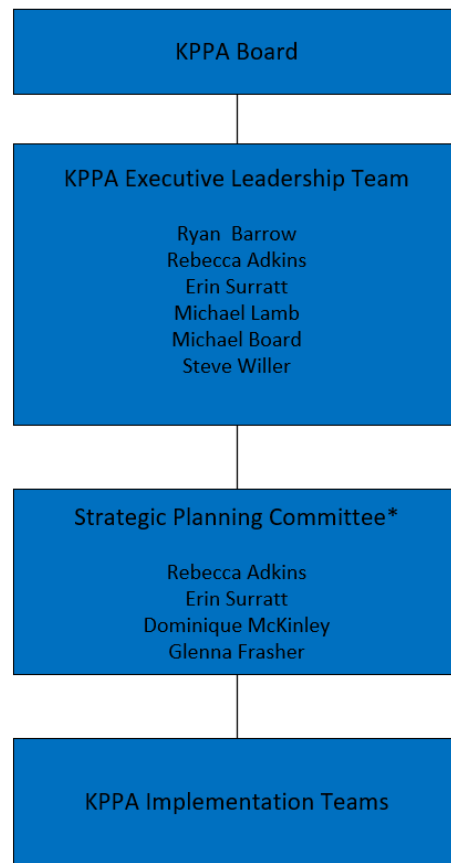 KPPA Board
KPPA Executive Leadership Team
Ryan Barrow
Rebecca Adkins
Erin Surratt
Michael Lamb
Michael Board
Steve Willer
Strategic Planning Committee*
Rebecca Adkins
Erin Surratt
Dominique McKinley
Glenna Frasher
KPPA Implementation Teams